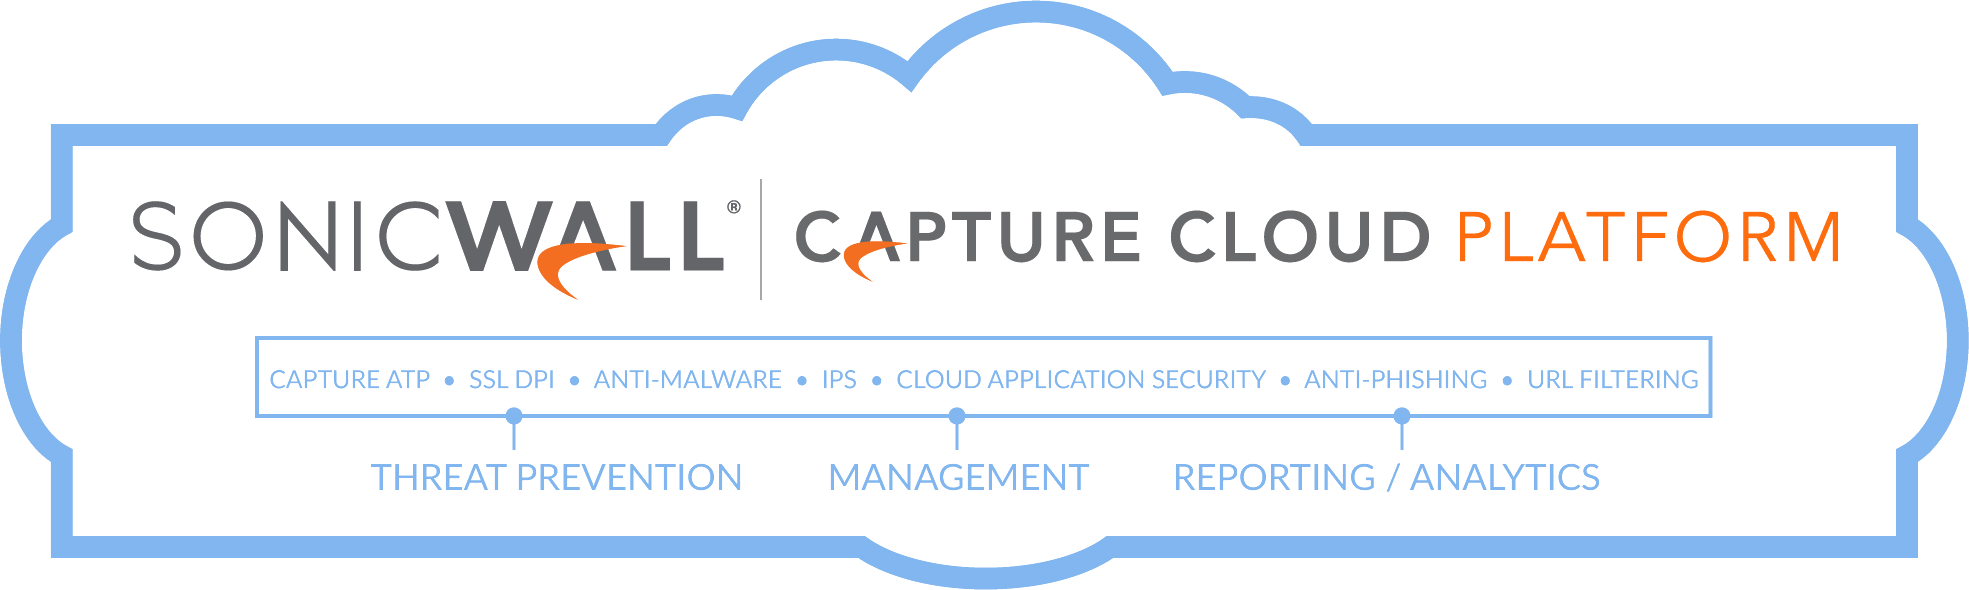 SONICWALL® CAPTURE CLOUD PLATFORM
CAPTURE ATP • SSL DPI • ANTI-MALWARE • IPS • CLOUD APPLICATION SECURITY • ANTI-PHISHING • URL FILTERING
THREAT PREVENTION MANAGEMENT REPORTING / ANALYTICS